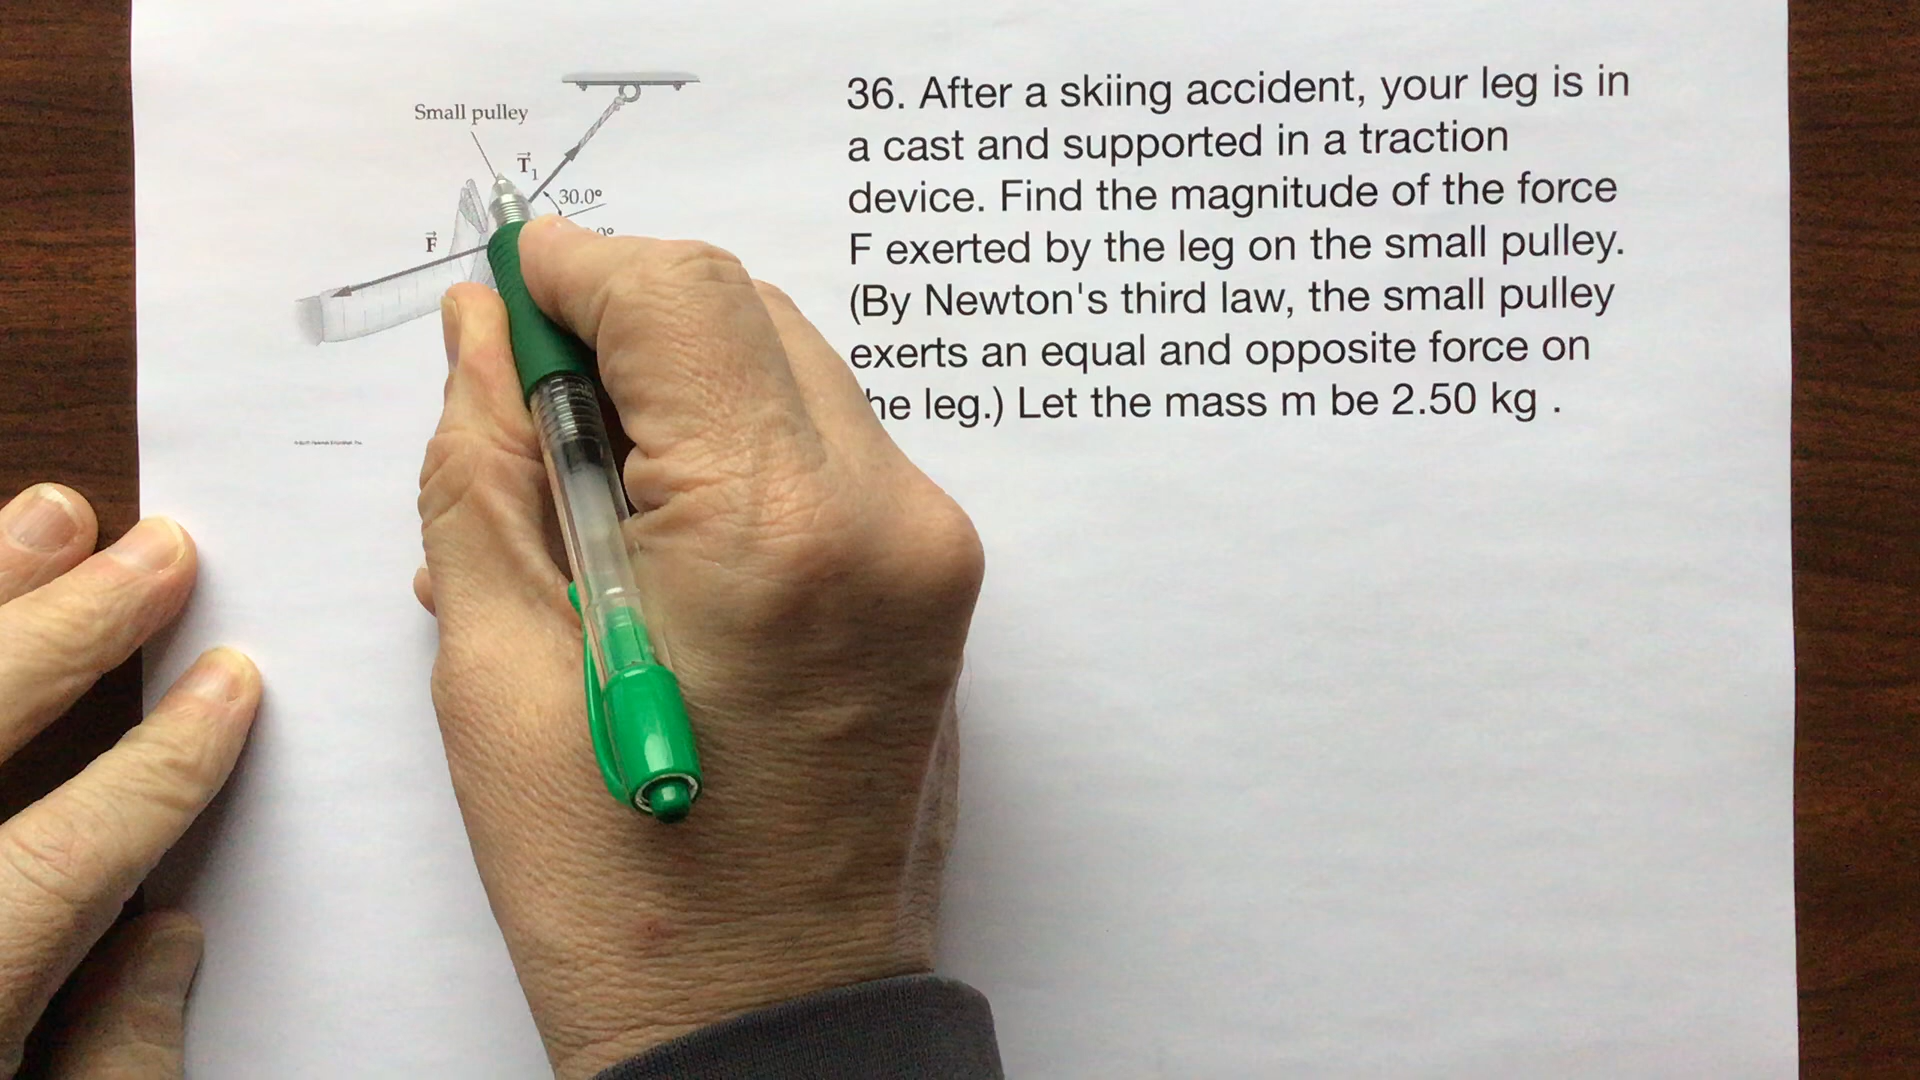 Small pulley
T1
30.0°
F
36. After a skiing accident, your leg is in
a cast and supported in a traction
device. Find the magnitude of the force
F exerted by the leg on the small pulley.
(By Newton's third law, the small pulley
exerts an equal and opposite force on
he leg.) Let the mass m be 2.50 kg .